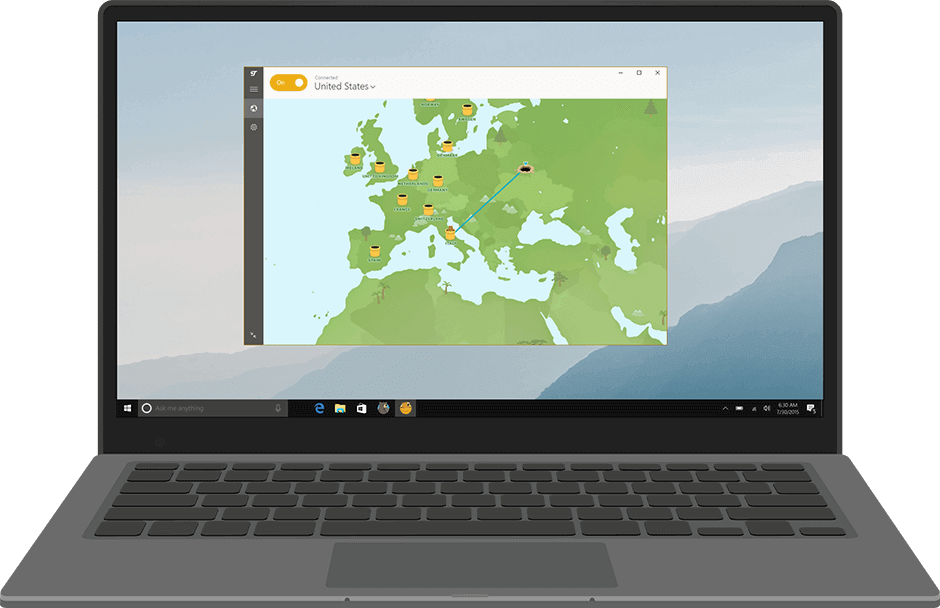 On
Connected
United States
NORWAY
SWEDEN
DENMARK
IRELAND
UNITED KINGDOM
NETHERLANDS
GERMANY
FRANCE
SWITZERLAND
ITALY
SPAIN
Ask me anything
6:30 AM
7/30/2015